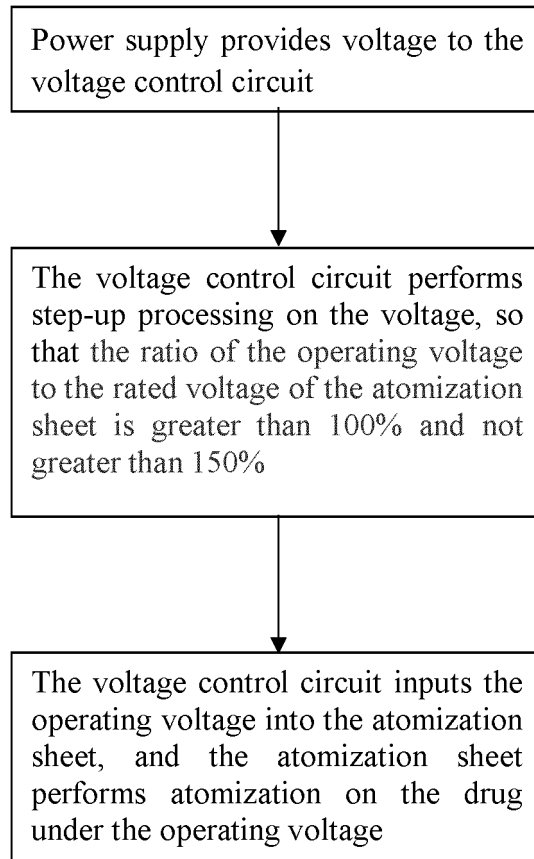 Power supply provides voltage to the
voltage control circuit
The voltage control circuit performs
step-up processing on the voltage, so
that the ratio of the operating voltage
to the rated voltage of the atomization
sheet is greater than 100% and not
greater than 150%
The voltage control circuit inputs the
operating voltage into the atomization
sheet, and the atomization sheet
performs atomization on the drug
under the operating voltage